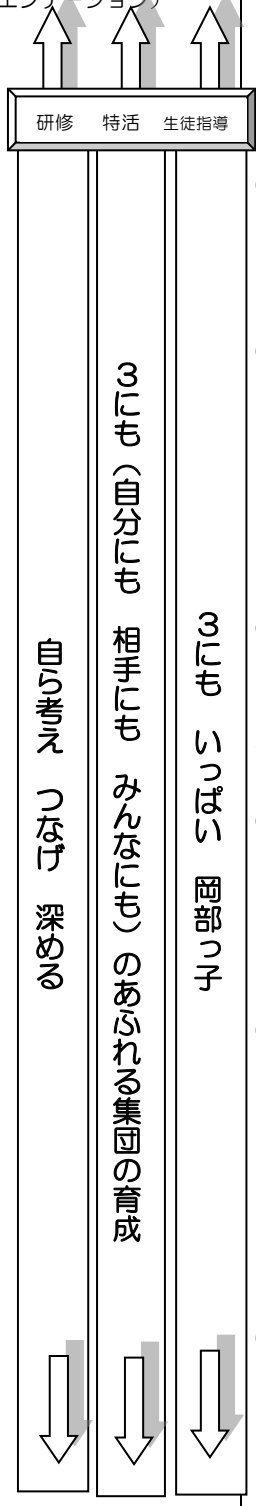 研修　特活　生徒指導
3にも　いっぱい　岡部っ子
3にも（自分にも　相手にも　みんなにも）のあふれる集団の育成
自ら考え　つなげ　深める